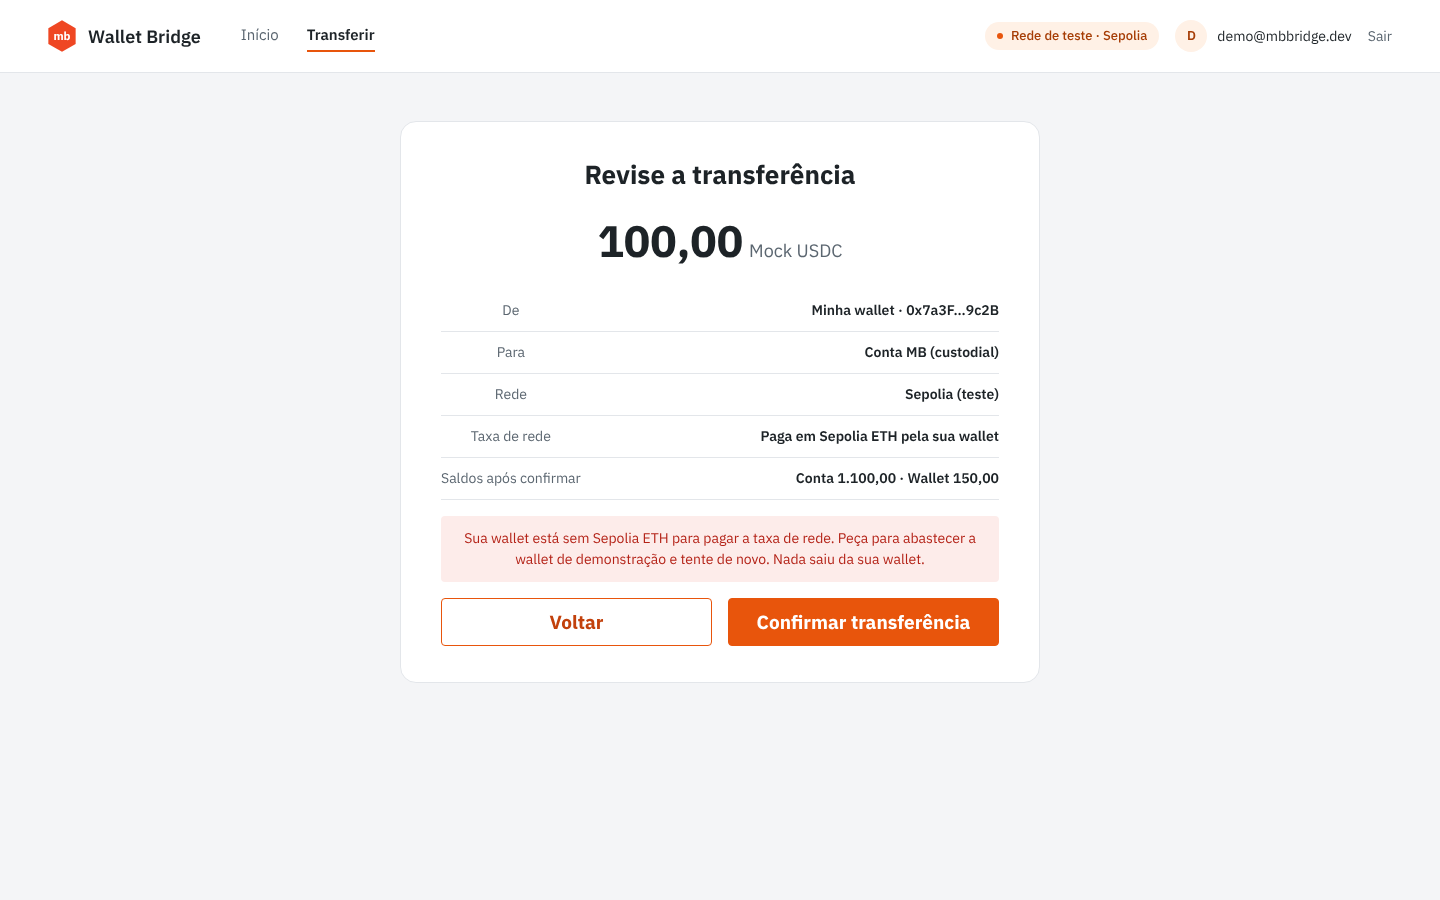 mb Wallet Bridge Início Transferir Rede de teste · Sepolia D demo@mbbridge.dev Sair
Revise a transferência
100,00 Mock USDC
De Minha wallet · 0x7a3F...9c2B
Para Conta MB (custodial)
Rede Sepolia (teste)
Taxa de rede Paga em Sepolia ETH pela sua wallet
Saldos após confirmar Conta 1.100,00 · Wallet 150,00
Sua wallet está sem Sepolia ETH para pagar a taxa de rede. Peça para abastecer a
wallet de demonstração e tente de novo. Nada saiu da sua wallet.
Voltar Confirmar transferência